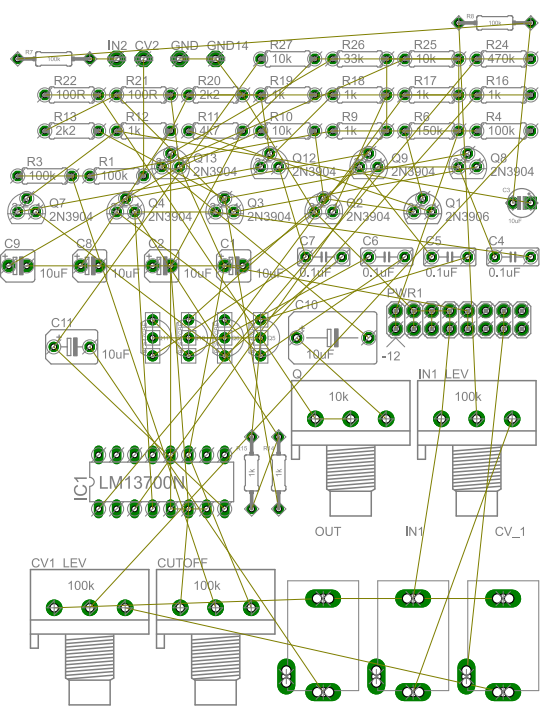 R8
100k
R7
100k
IN2 CV2 GND GND14
R27 R26 R25 R24
10k 33k 10k 470k
R22 R21 R20 R19 R18 R17 R16
100R 100R 2k2 1k 1k 1k 1k
R13 R12 R11 R10 R9 R6 R4
2k2 1k 4k7 10k 1k 150k 100k
R3 R1 Q13 Q12 Q9 Q8
100k 100k 2N3904 2N3904 2N3904 2N3904
C3
Q7 Q4 Q3 Q2 Q1
2N3904 2N3904 2N3904 2N3904 2N3906
10uF
C9 C8 C2 C1 C7 C6 C5 C4
10uF 10uF 10uF 10uF 0.1uF 0.1uF 0.1uF 0.1uF
PWR1
C10
C11
10uF
10uF
-12
Q IN1 LEV
10k 100k
R15
IC1
LM13700N
1k 1k
OUT IN1 CV_1
CV1 LEV CUTOFF
100k 100k